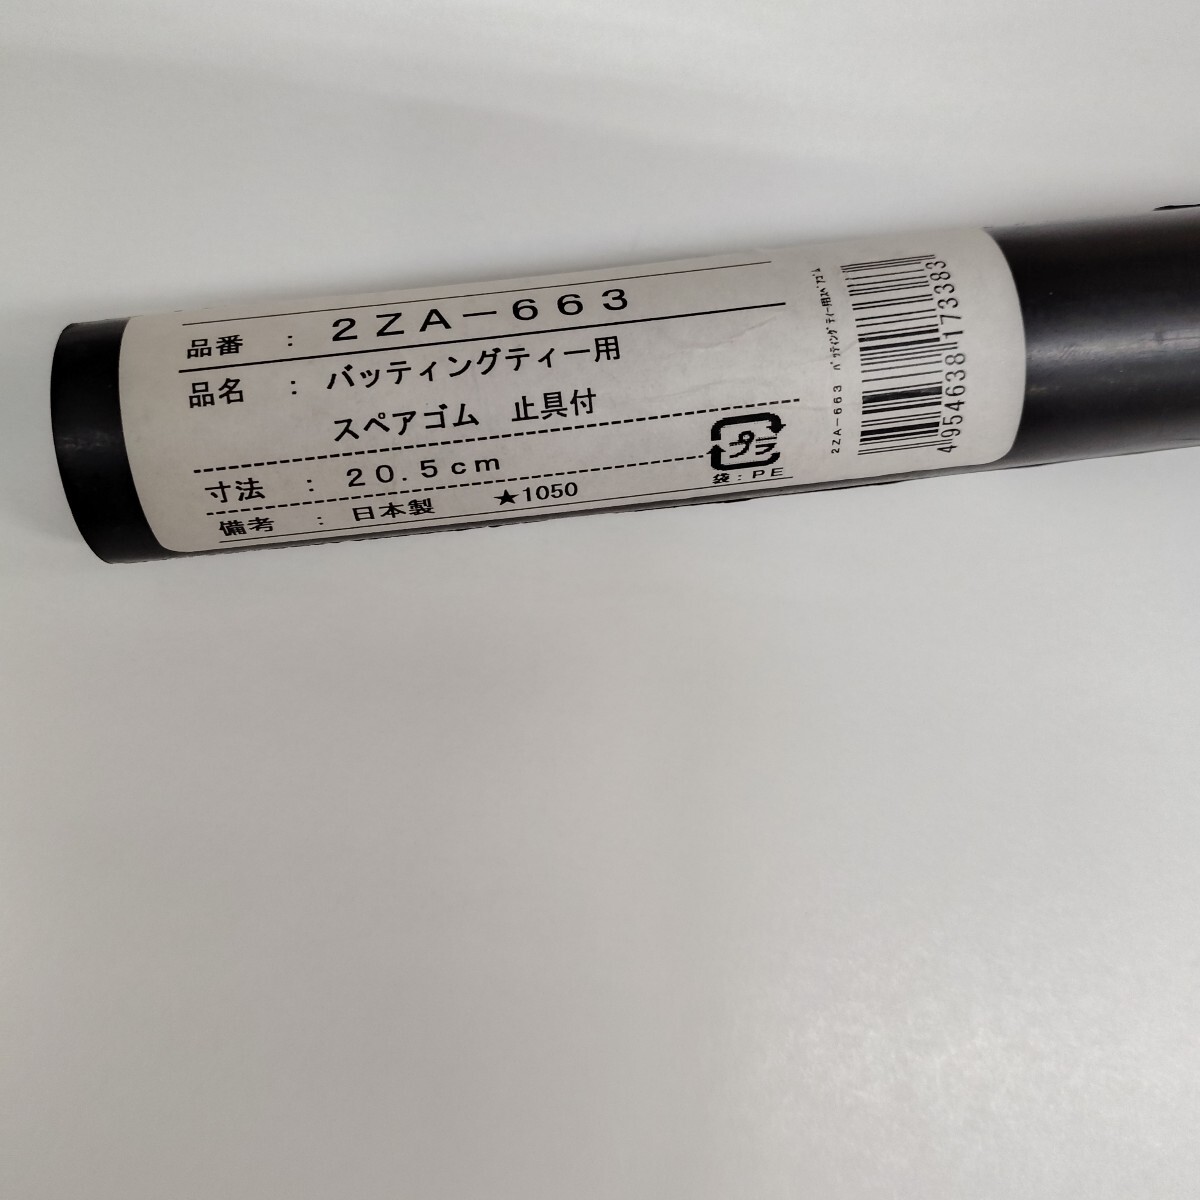 品番 : 2ZA-663
品名 : バッティングティー用
スペアゴム 止具付
寸法 : 20.5cm
備考 : 日本製 ★1050
プラ
袋:PE
2ZA-663 ﾊﾞｯﾃｨﾝｸﾞﾃｨｰ用ｽﾍﾟｱｺﾞﾑ
4954638173383